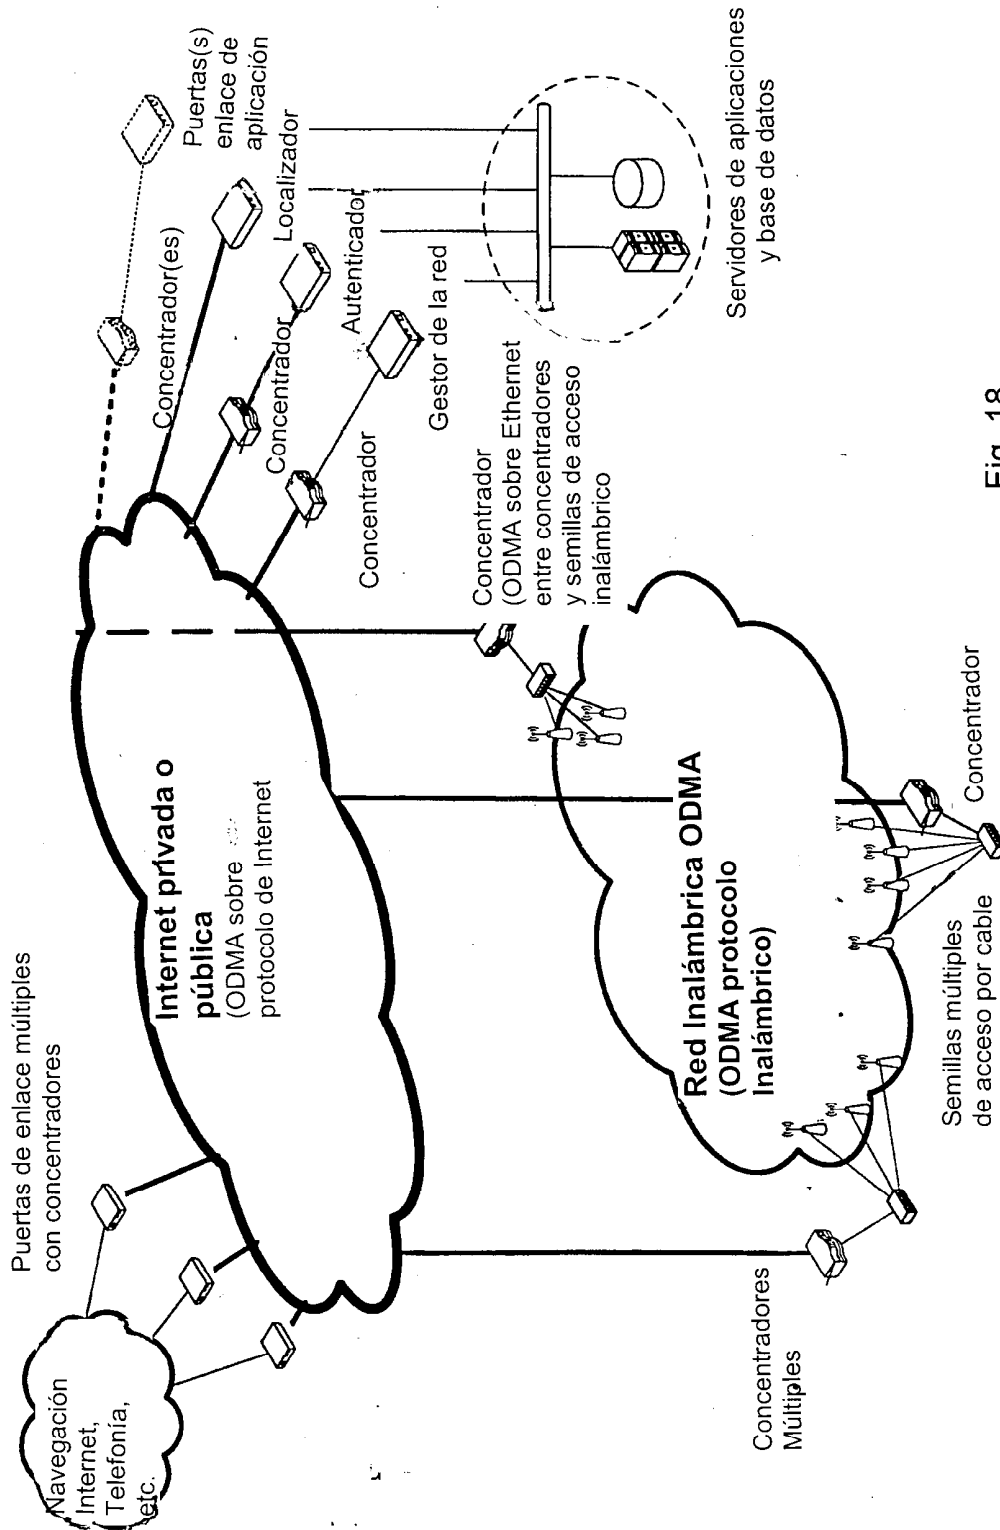 Puertas de enlace múltiples
con concentradores
Navegación
Internet,
Telefonía,
etc.
Internet privada o
pública
(ODMA sobre
protocolo de Internet
Concentrador(es)
Puertas(s)
enlace de
aplicación
Concentrador
Localizador
Concentrador
Autenticador
Gestor de la red
Servidores de aplicaciones
y base de datos
Concentrador
(ODMA sobre Ethernet
entre concentradores
y semillas de acceso
inalámbrico
Red Inalámbrica ODMA
(ODMA protocolo
Inalámbrico)
Concentradores
Múltiples
Semillas múltiples
de acceso por cable
Concentrador
Fig. 18